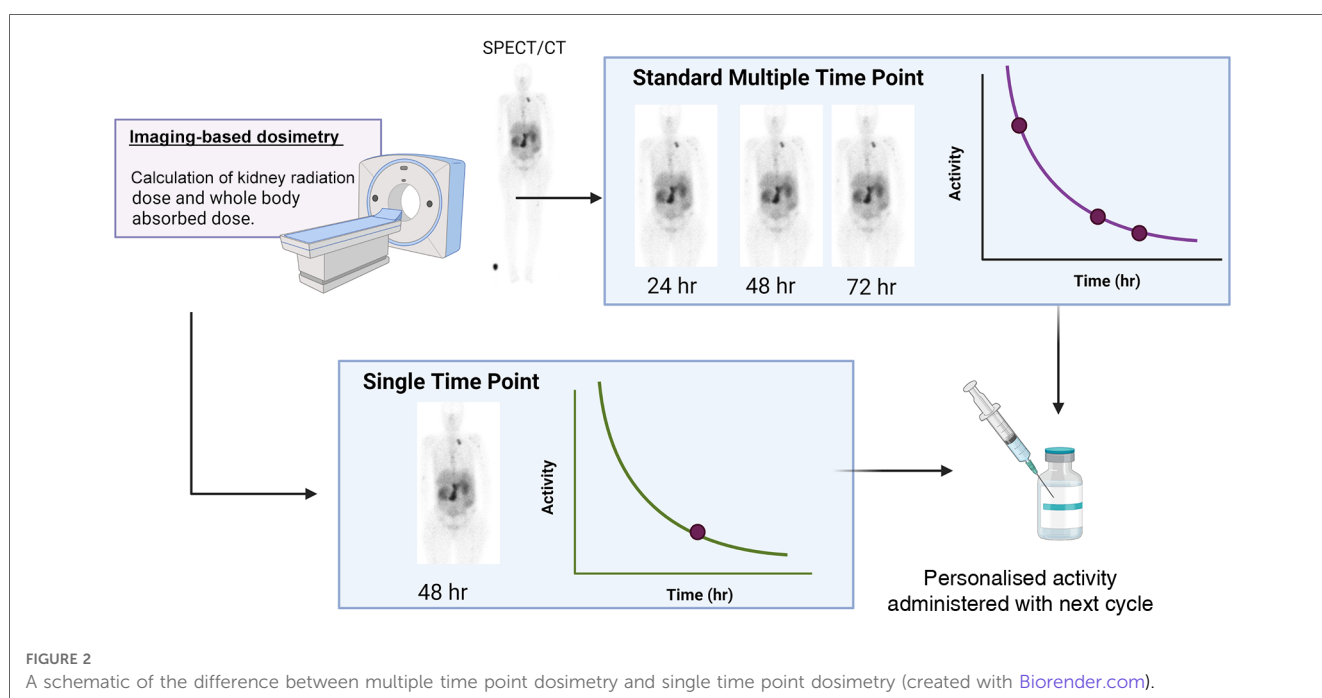 SPECT/CT
Imaging-based dosimetry
Calculation of kidney radiation
dose and whole body
absorbed dose.
Standard Multiple Time Point
24 hr
48 hr
72 hr
Activity
Time (hr)
Single Time Point
48 hr
Activity
Time (hr)
Personalised activity
administered with next cycle
FIGURE 2
A schematic of the difference between multiple time point dosimetry and single time point dosimetry (created with Biorender.com).